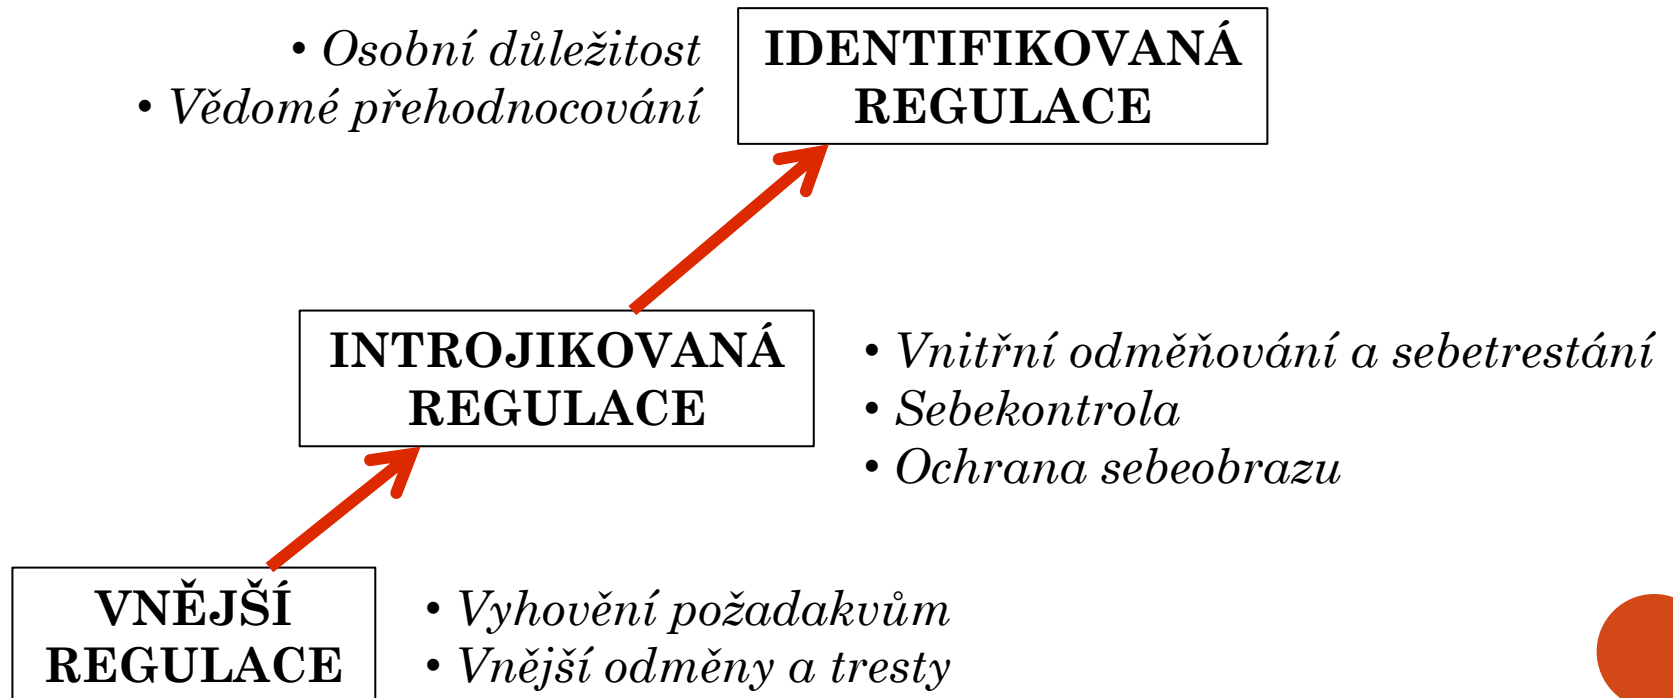 • Osobní důležitost
• Vědomé přehodnocování
IDENTIFIKOVANÁ
REGULACE
INTROJIKOVANÁ
REGULACE
• Vnitřní odměňování a sebetrestání
• Sebekontrola
• Ochrana sebeobrazu
VNĚJŠÍ
REGULACE
• Vyhovění požadakvům
• Vnější odměny a tresty